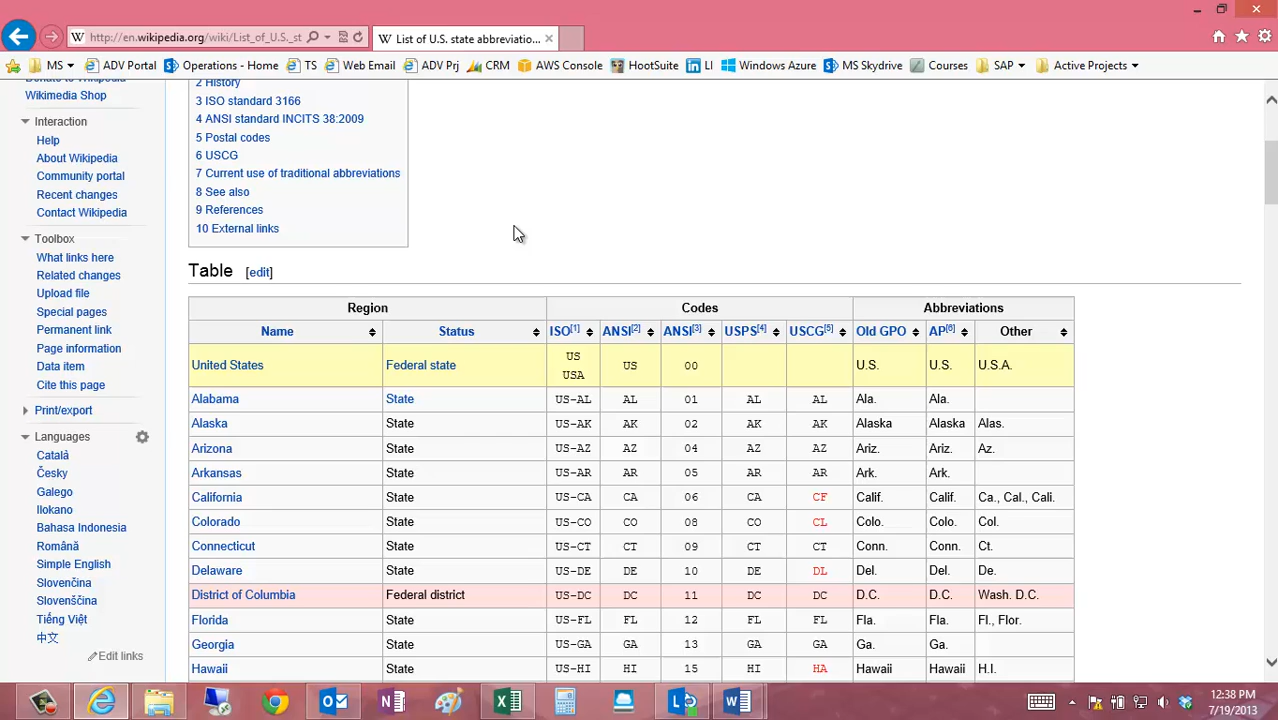 http://en.wikipedia.org/wiki/List_of_U.S._st
W List of U.S. state abbreviatio...
MS
ADV Portal
Operations - Home
TS
Web Email
ADV Prj
CRM
AWS Console
HootSuite
LI
Windows Azure
MS Skydrive
Courses
SAP
Active Projects
Donate to Wikipedia
Wikimedia Shop
Interaction
Help
About Wikipedia
Community portal
Recent changes
Contact Wikipedia
Toolbox
What links here
Related changes
Upload file
Special pages
Permanent link
Page information
Data item
Cite this page
Print/export
Languages
Català
Česky
Galego
Ilokano
Bahasa Indonesia
Română
Simple English
Slovenčina
Slovenščina
Tiếng Việt
中文
Edit links
2 History
3 ISO standard 3166
4 ANSI standard INCITS 38:2009
5 Postal codes
6 USCG
7 Current use of traditional abbreviations
8 See also
9 References
10 External links
Table [edit]
Region Codes Abbreviations
Name Status ISO[1] ANSI[2] ANSI[3] USPS[4] USCG[5] Old GPO AP[6] Other
United States Federal state US USA US 00 U.S. U.S. U.S.A.
Alabama State US-AL AL 01 AL AL Ala. Ala.
Alaska State US-AK AK 02 AK AK Alaska Alaska Alas.
Arizona State US-AZ AZ 04 AZ AZ Ariz. Ariz. Az.
Arkansas State US-AR AR 05 AR AR Ark. Ark.
California State US-CA CA 06 CA CF Calif. Calif. Ca., Cal., Cali.
Colorado State US-CO CO 08 CO CL Colo. Colo. Col.
Connecticut State US-CT CT 09 CT CT Conn. Conn. Ct.
Delaware State US-DE DE 10 DE DL Del. Del. De.
District of Columbia Federal district US-DC DC 11 DC DC D.C. D.C. Wash. D.C.
Florida State US-FL FL 12 FL FL Fla. Fla. Fl., Flor.
Georgia State US-GA GA 13 GA GA Ga. Ga.
Hawaii State US-HI HI 15 HI HA Hawaii Hawaii H.I.
12:38 PM
7/19/2013